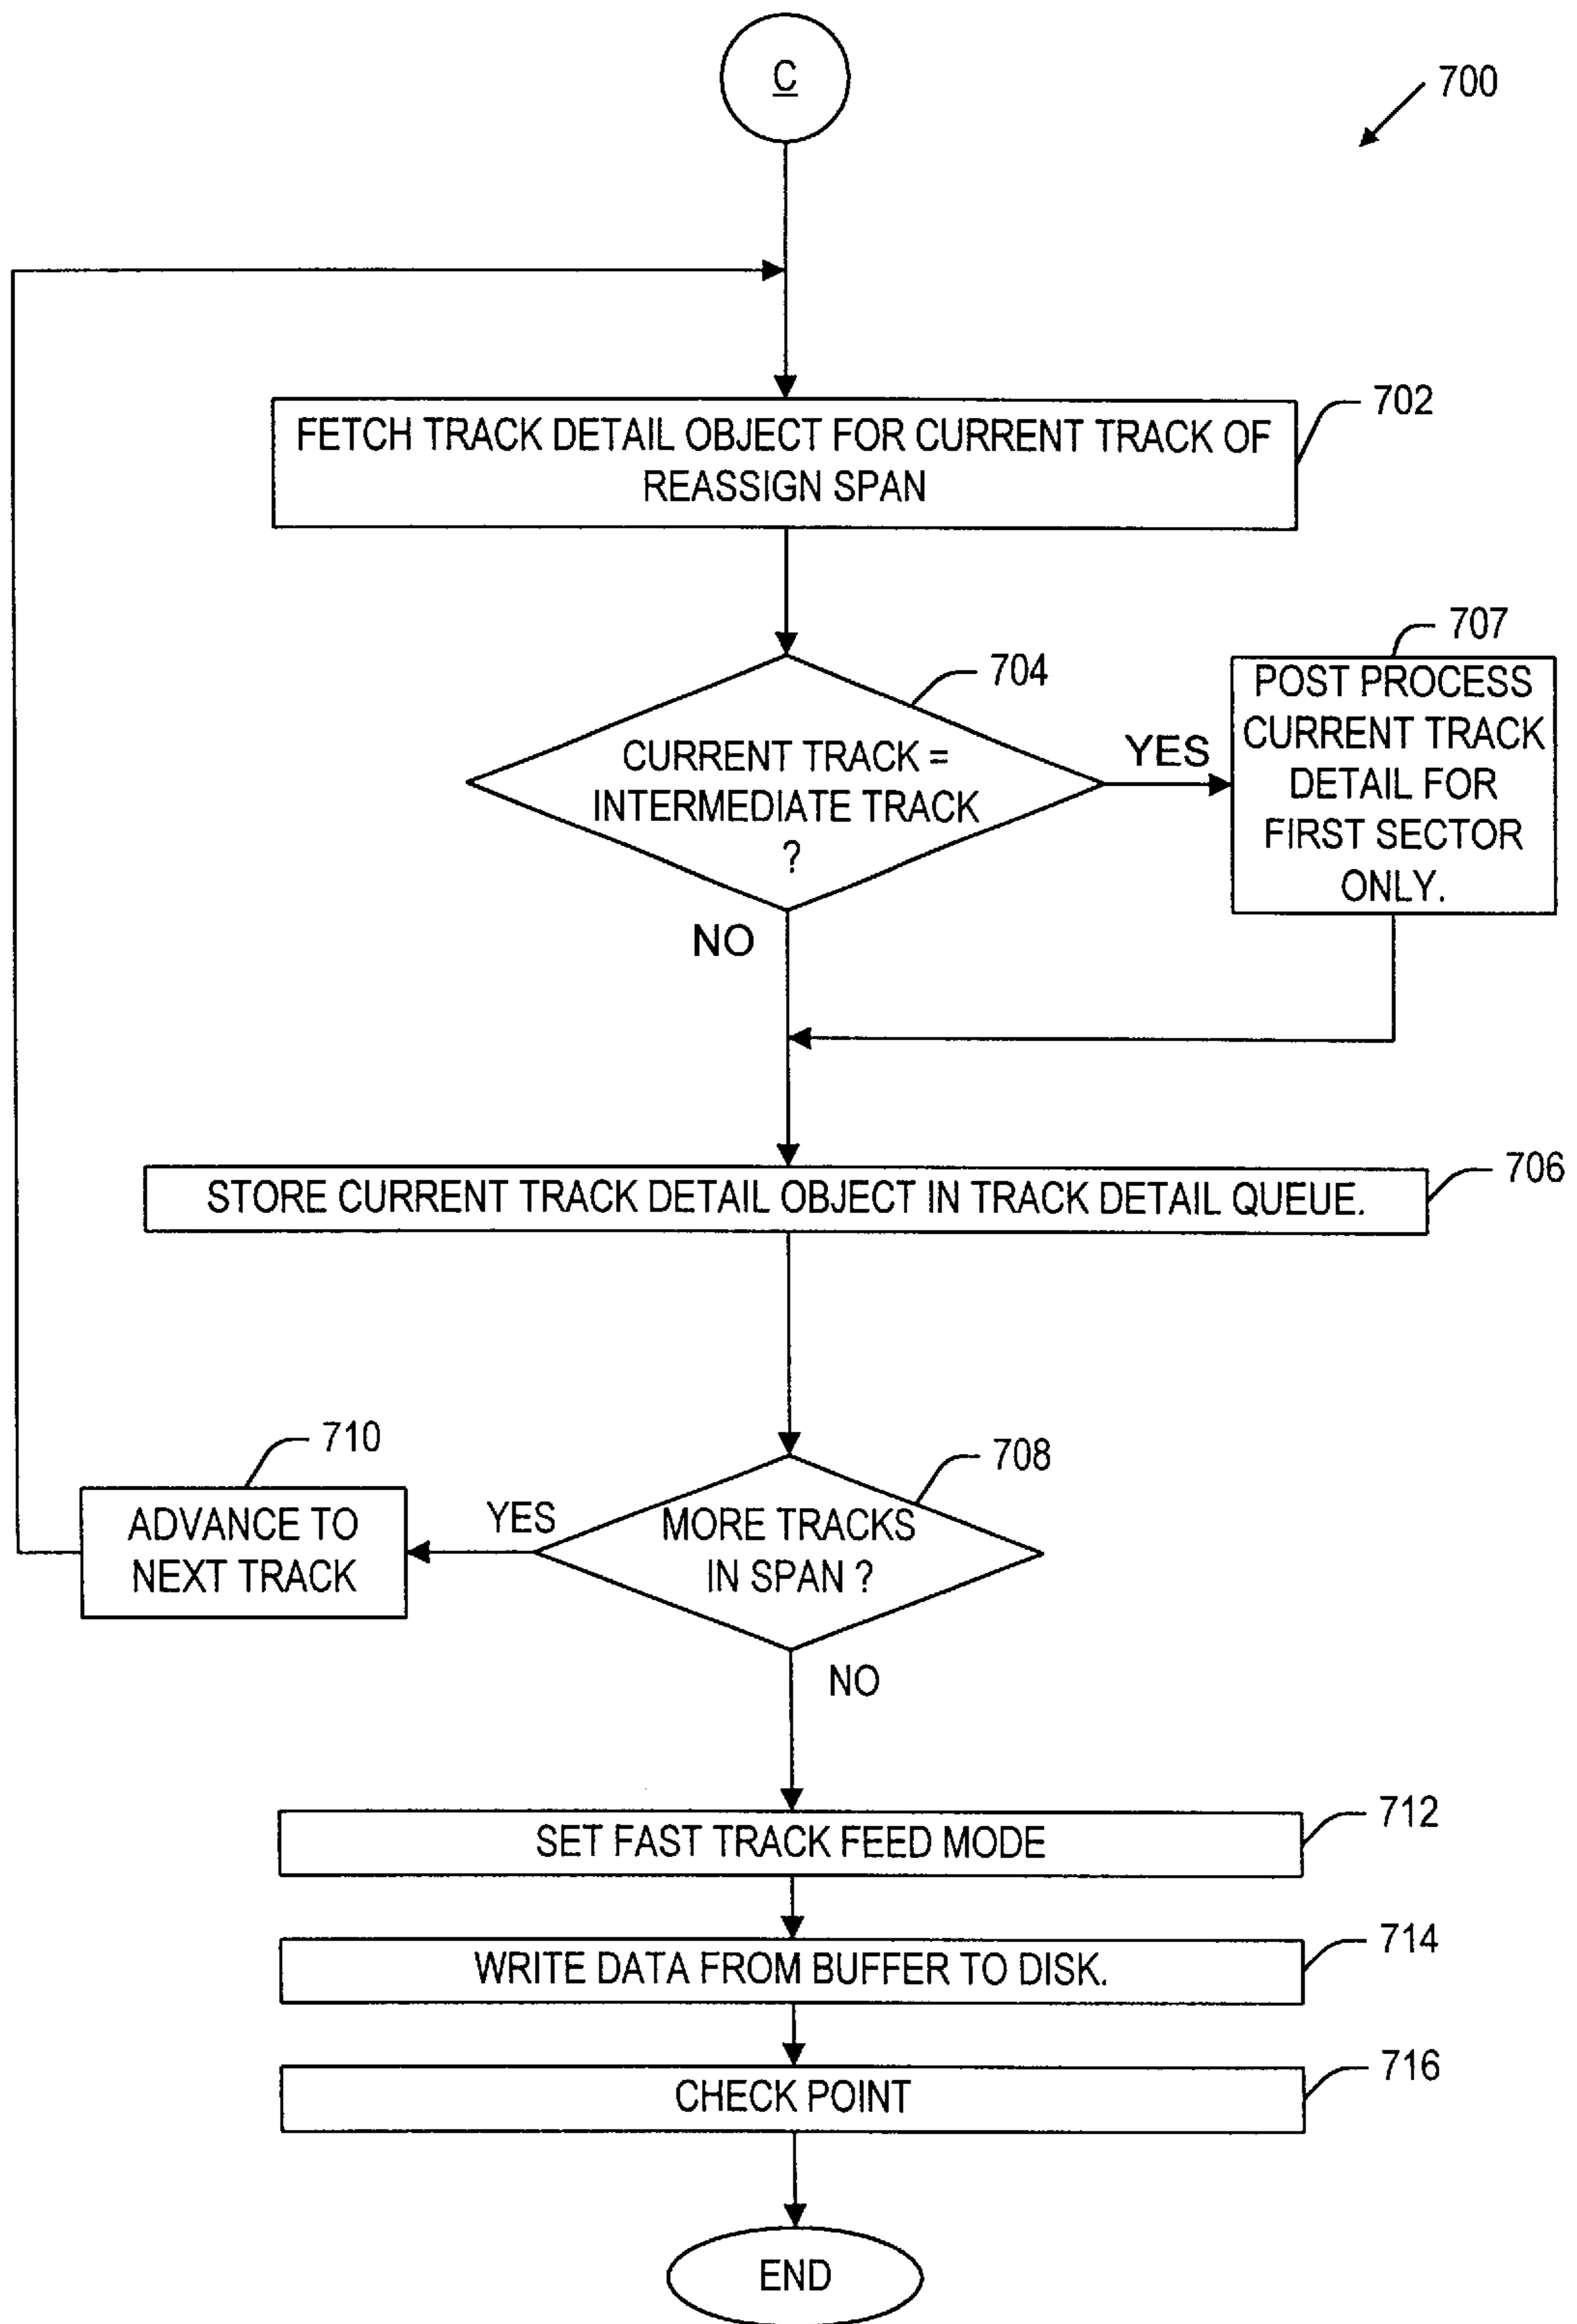 C
700
702
FETCH TRACK DETAIL OBJECT FOR CURRENT TRACK OF
REASSIGN SPAN
704
CURRENT TRACK =
INTERMEDIATE TRACK
?
YES
707
POST PROCESS
CURRENT TRACK
DETAIL FOR
FIRST SECTOR
ONLY.
NO
706
STORE CURRENT TRACK DETAIL OBJECT IN TRACK DETAIL QUEUE.
708
MORE TRACKS
IN SPAN ?
YES
710
ADVANCE TO
NEXT TRACK
NO
712
SET FAST TRACK FEED MODE
714
WRITE DATA FROM BUFFER TO DISK.
716
CHECK POINT
END